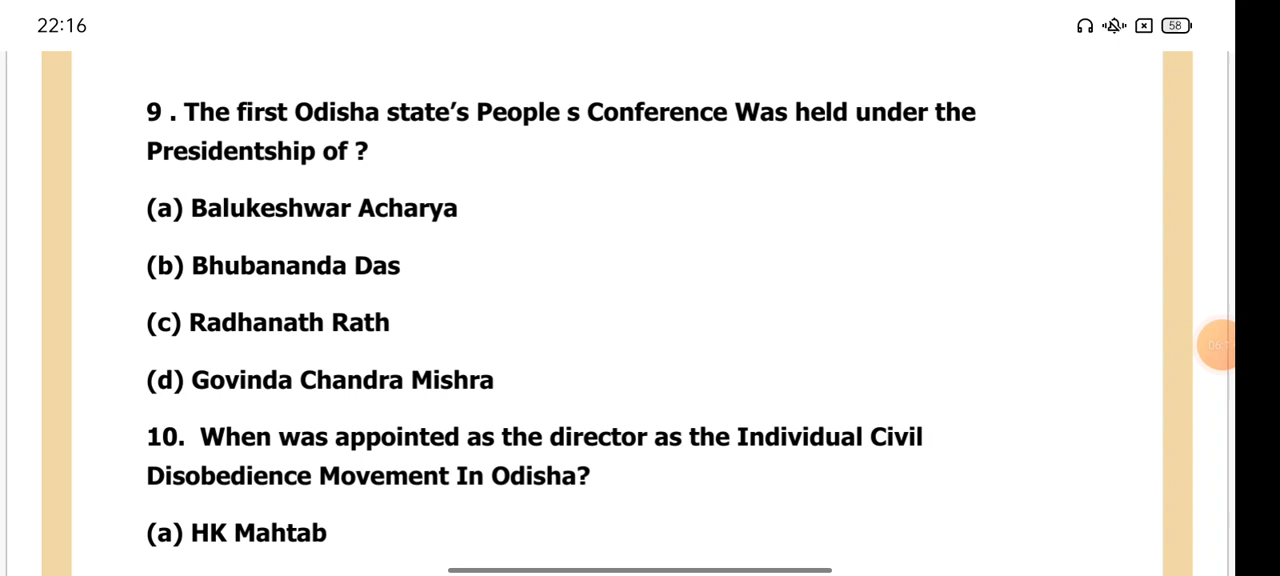 22:16
58
9 . The first Odisha state’s People s Conference Was held under the
Presidentship of ?
(a) Balukeshwar Acharya
(b) Bhubananda Das
(c) Radhanath Rath
(d) Govinda Chandra Mishra
10.  When was appointed as the director as the Individual Civil
Disobedience Movement In Odisha?
(a) HK Mahtab